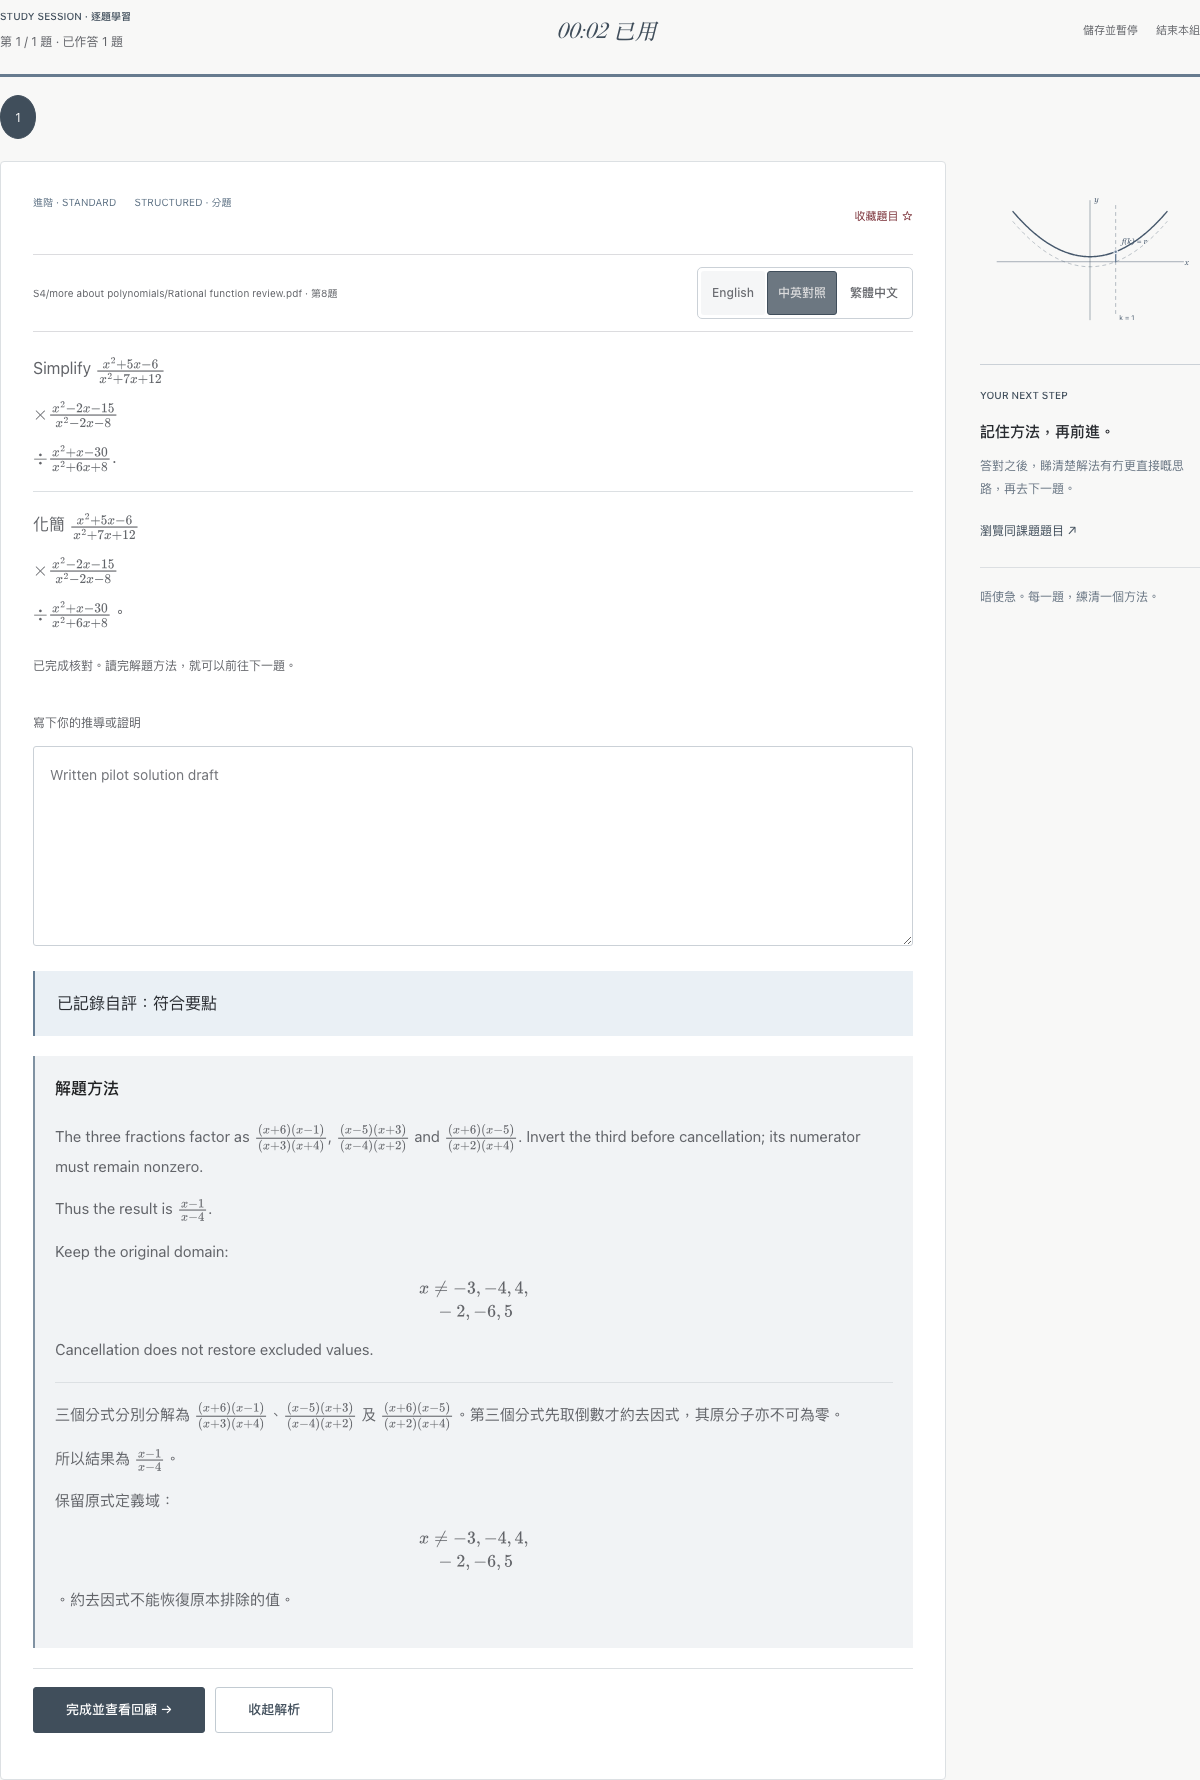 STUDY SESSION · 逐題學習
第 1 / 1 題 · 已作答 1 題
00:02 已用
儲存並暫停 結束本組
1
進階 · STANDARD STRUCTURED · 分題
收藏題目 ☆
S4/more about polynomials/Rational function review.pdf · 第8題
English 中英對照 繁體中文
Simplify \frac{x^2+5x-6}{x^2+7x+12}
× \frac{x^2-2x-15}{x^2-2x-8}
÷ \frac{x^2+x-30}{x^2+6x+8}.
化簡 \frac{x^2+5x-6}{x^2+7x+12}
× \frac{x^2-2x-15}{x^2-2x-8}
÷ \frac{x^2+x-30}{x^2+6x+8} 。
已完成核對。讀完解題方法，就可以前往下一題。
寫下你的推導或證明
Written pilot solution draft
已記錄自評：符合要點
解題方法
The three fractions factor as \frac{(x+6)(x-1)}{(x+3)(x+4)}, \frac{(x-5)(x+3)}{(x-4)(x+2)} and \frac{(x+6)(x-5)}{(x+2)(x+4)}. Invert the third before cancellation; its numerator
must remain nonzero.
Thus the result is \frac{x-1}{x-4}.
Keep the original domain:
x ≠ −3, −4, 4,
− 2, −6, 5
Cancellation does not restore excluded values.
三個分式分別分解為 \frac{(x+6)(x-1)}{(x+3)(x+4)} 、 \frac{(x-5)(x+3)}{(x-4)(x+2)} 及 \frac{(x+6)(x-5)}{(x+2)(x+4)} 。第三個分式先取倒數才約去因式，其原分子亦不可為零。
所以結果為 \frac{x-1}{x-4} 。
保留原式定義域：
x ≠ −3, −4, 4,
− 2, −6, 5
。約去因式不能恢復原本排除的值。
完成並查看回顧 → 收起解析
y
f(k) = r
x
k = 1
YOUR NEXT STEP
記住方法，再前進。
答對之後，睇清楚解法有冇更直接嘅思
路，再去下一題。
瀏覽同課題題目 ↗
唔使急。每一題，練清一個方法。